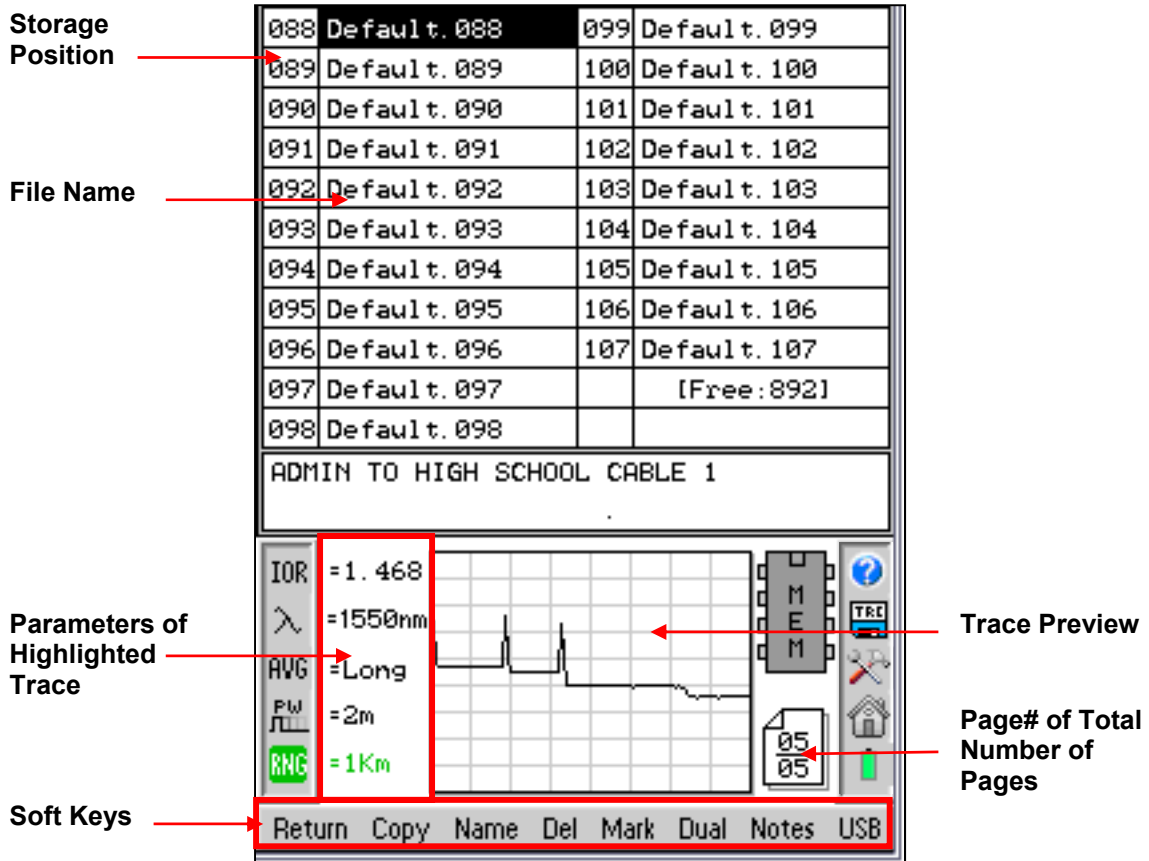 Storage
Position
File Name
Parameters of
Highlighted
Trace
Soft Keys
088 Default.088 099 Default.099
089 Default.089 100 Default.100
090 Default.090 101 Default.101
091 Default.091 102 Default.102
092 Default.092 103 Default.103
093 Default.093 104 Default.104
094 Default.094 105 Default.105
095 Default.095 106 Default.106
096 Default.096 107 Default.107
097 Default.097 [Free:892]
098 Default.098
ADMIN TO HIGH SCHOOL CABLE 1
.
IOR =1.468
λ =1550nm
AVG =Long
PW =2m
RNG =1Km
MEM
05
05
?
TRC
Return Copy Name Del Mark Dual Notes USB
Trace Preview
Page# of Total
Number of
Pages